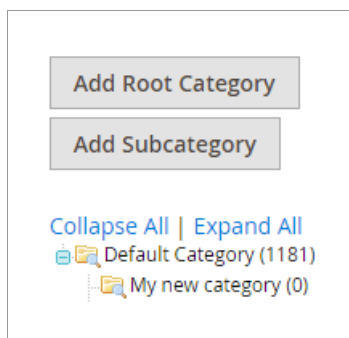 Add Root Category
Add Subcategory
Collapse All | Expand All
Default Category (1181)
My new category (0)